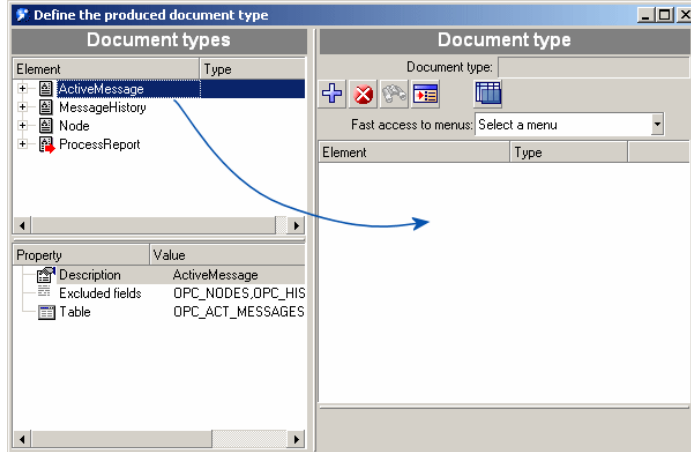 Define the produced document type
Document types
Element Type
ActiveMessage
MessageHistory
Node
ProcessReport
Property Value
Description ActiveMessage
Excluded fields OPC_NODES,OPC_HIS
Table OPC_ACT_MESSAGES
Document type
Document type:
Fast access to menus: Select a menu
Element Type